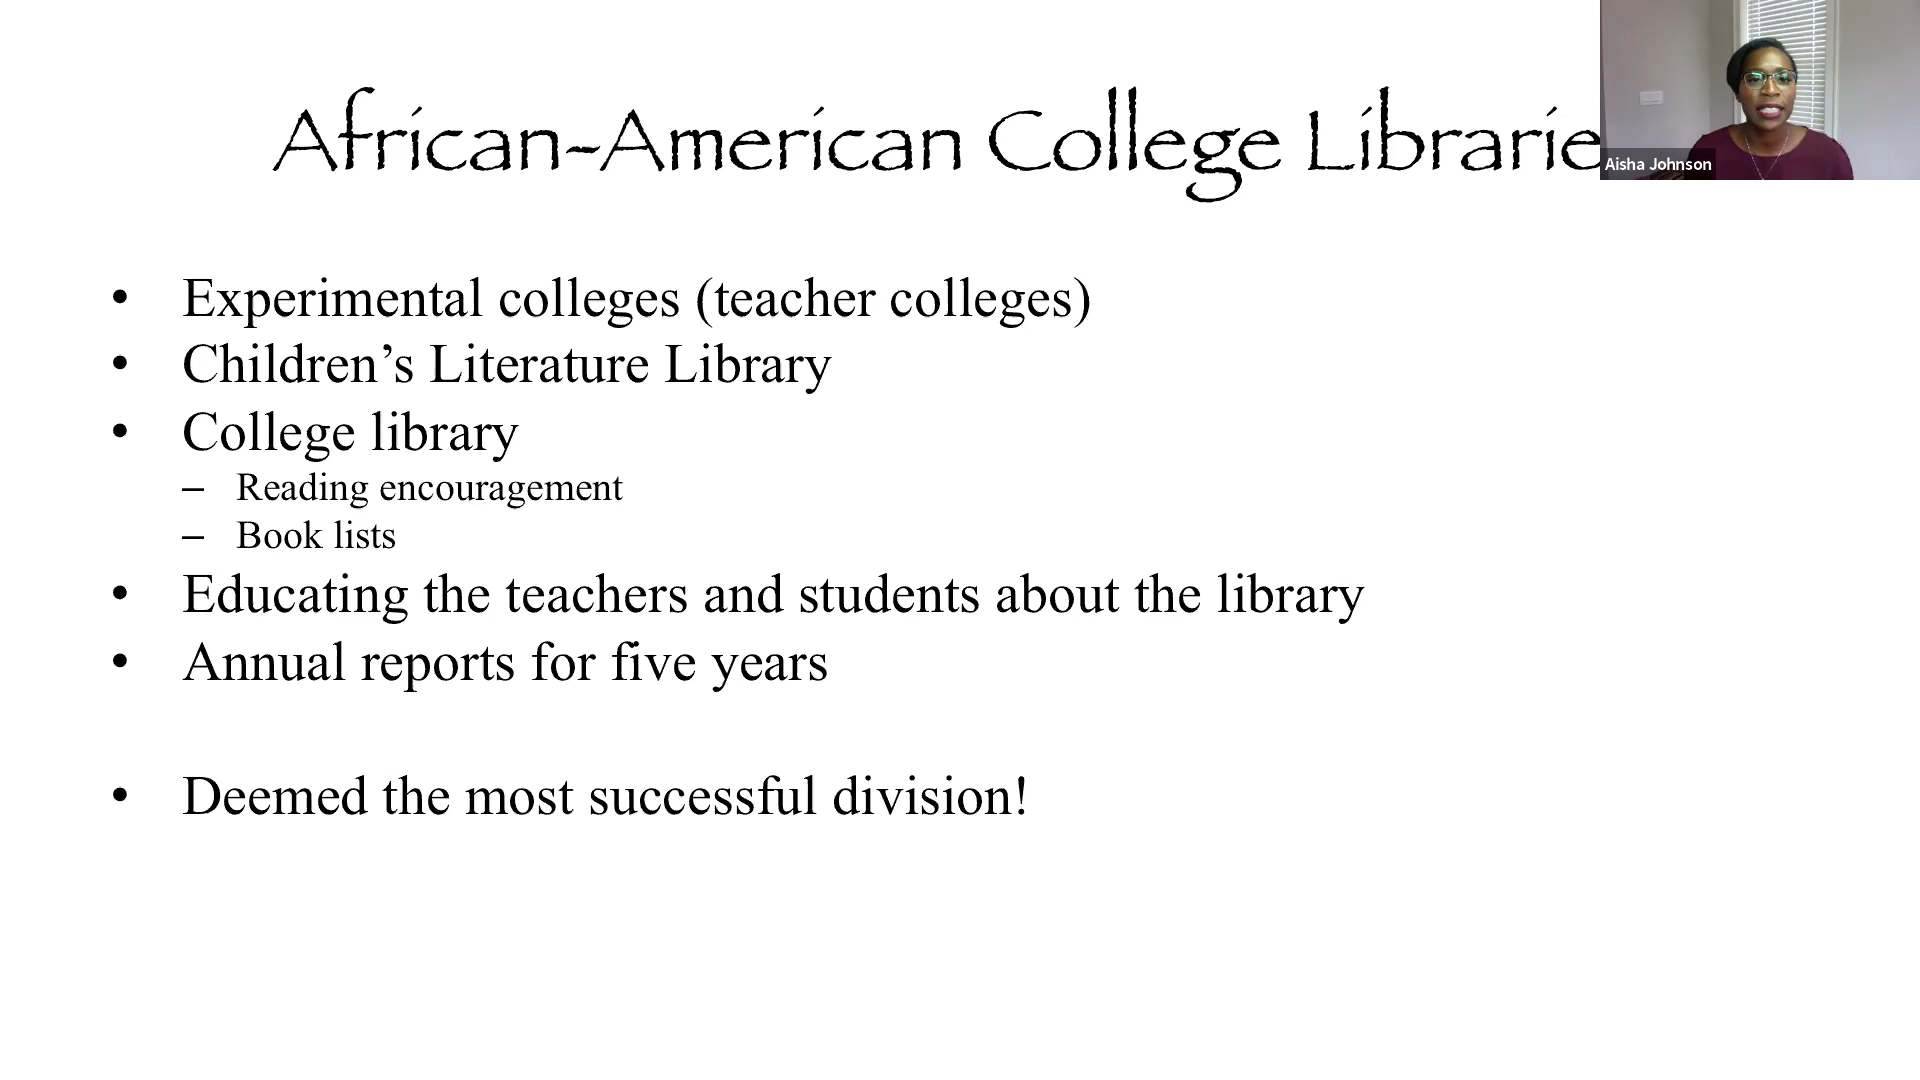 African-American College Librarie
Aisha Johnson
• Experimental colleges (teacher colleges)
• Children’s Literature Library
• College library
– Reading encouragement
– Book lists
• Educating the teachers and students about the library
• Annual reports for five years
• Deemed the most successful division!